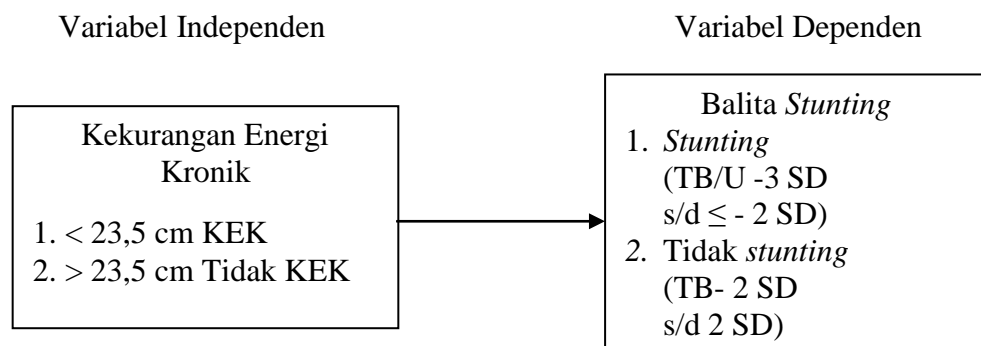 Variabel Independen
Variabel Dependen
Kekurangan Energi
Kronik
1. < 23,5 cm KEK
2. > 23,5 cm Tidak KEK
Balita Stunting
1. Stunting
(TB/U -3 SD
s/d ≤ - 2 SD)
2. Tidak stunting
(TB- 2 SD
s/d 2 SD)